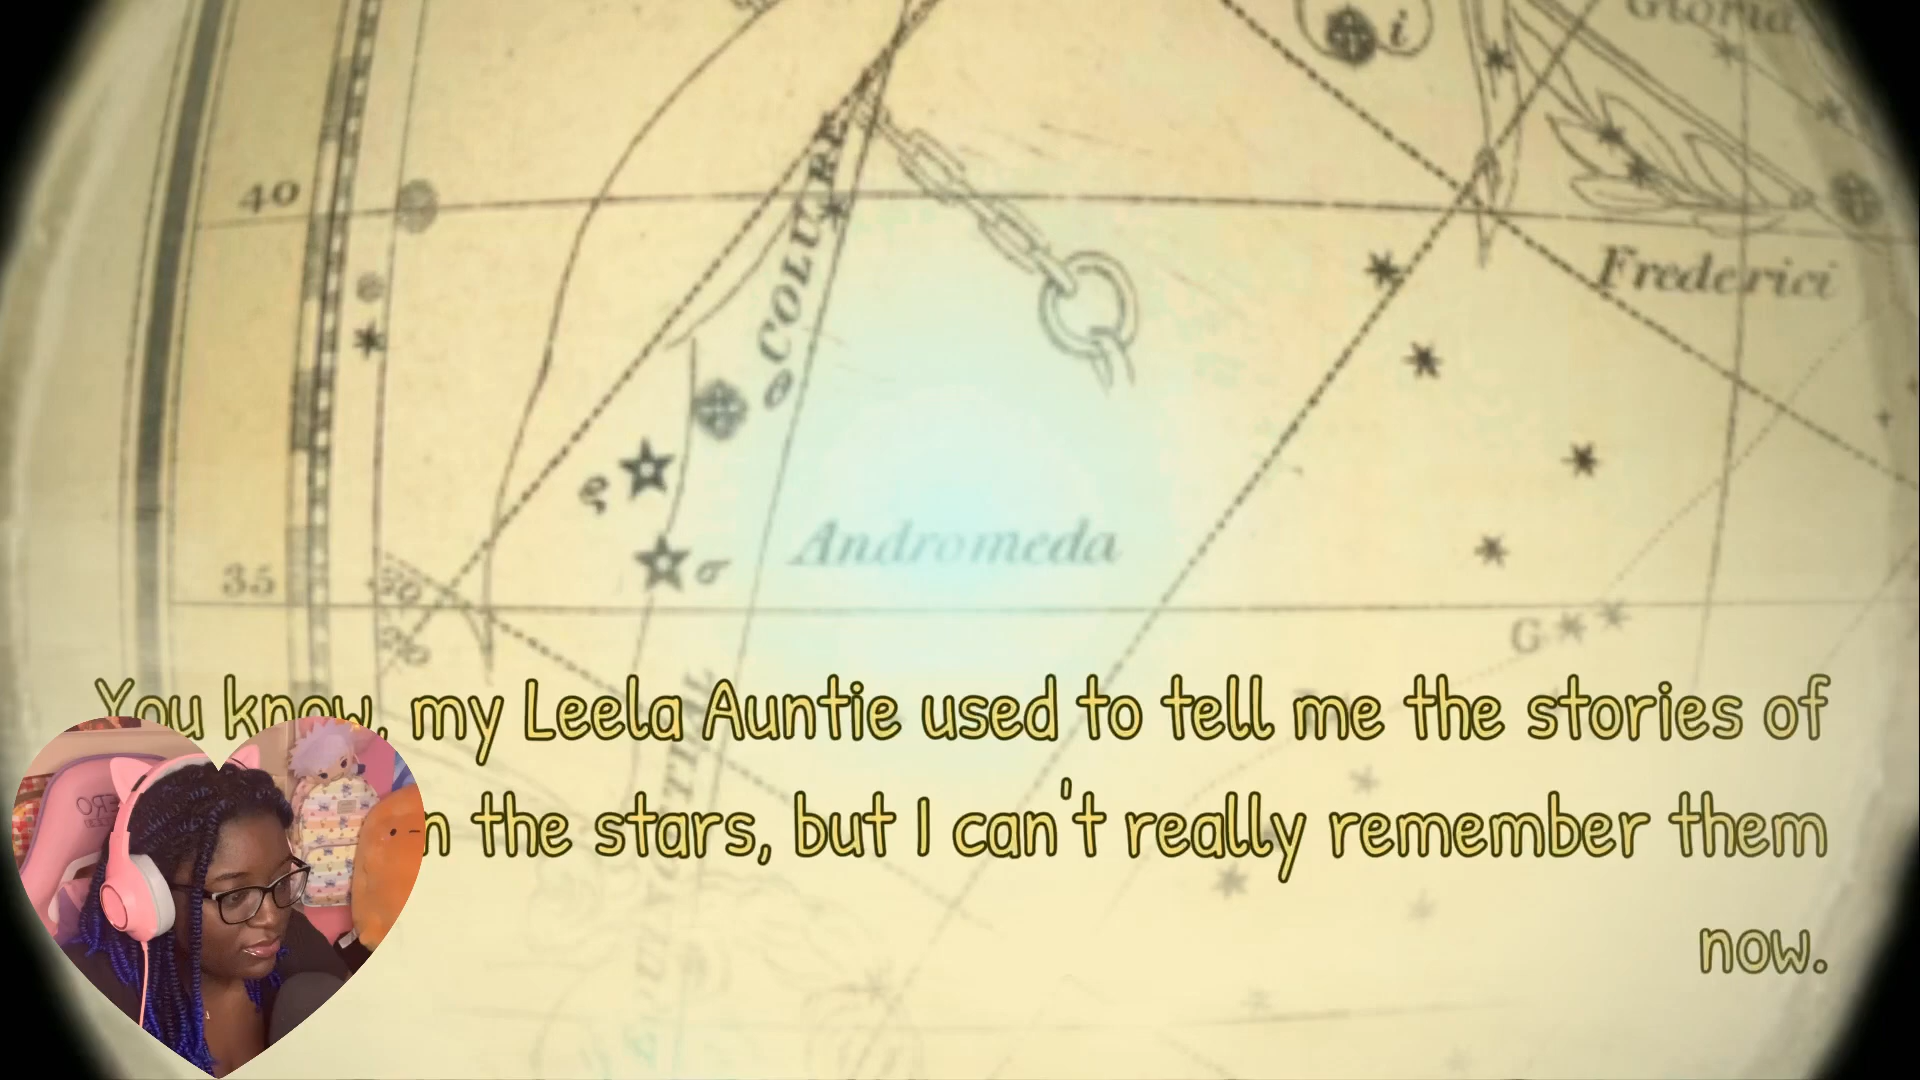 Gloria
i
40
COLURE
Frederici
Andromeda
σ
35
G
You know, my Leela Auntie used to tell me the stories of
the stars, but I can't really remember them
now.